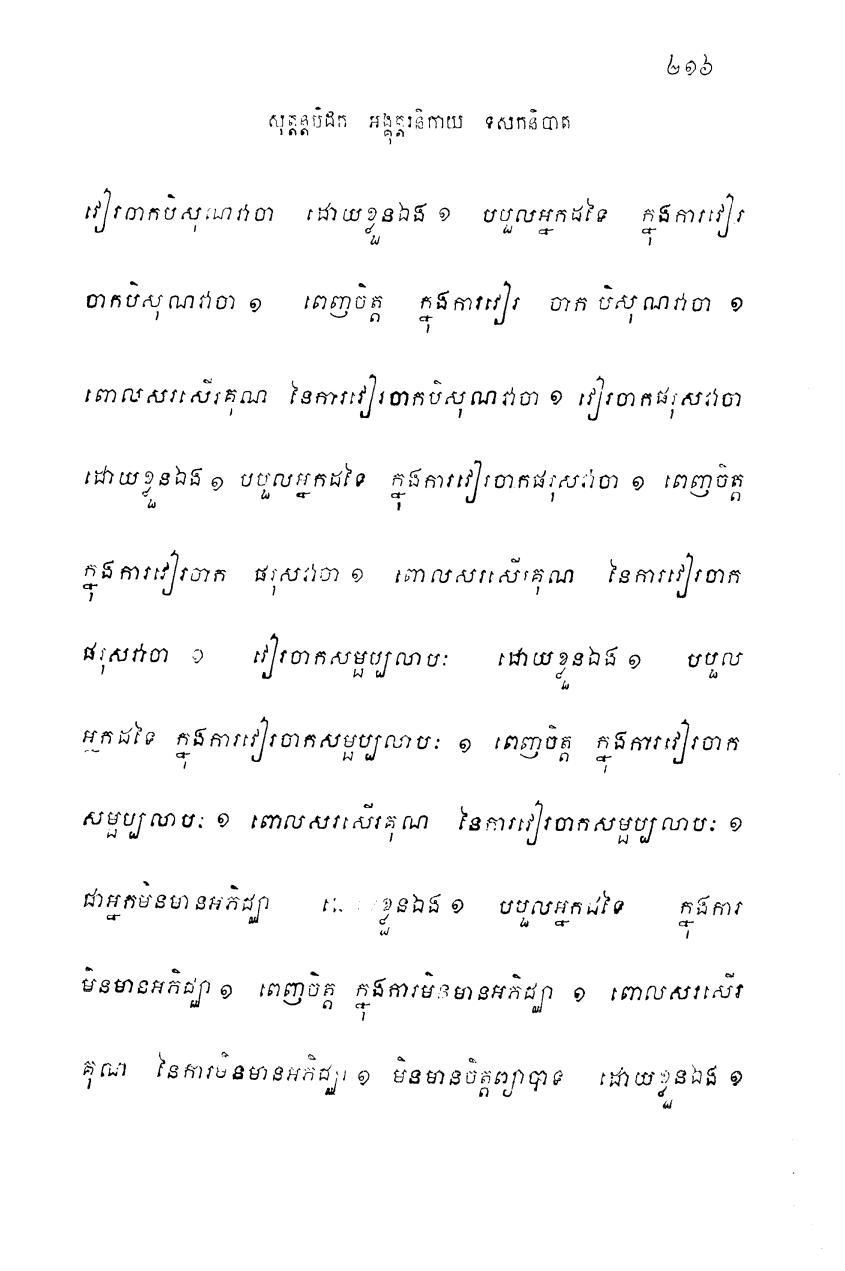 ២១៦
សុត្តន្តបិដក អង្គុត្តរនិកាយ ទសកនិបាត
វៀរចាកបិសុណវាចា ដោយខ្លួនឯង ១ បបួលអ្នកដទៃ ក្នុងការវៀរ
ចាកបិសុណវាចា ១ ពេញចិត្ត ក្នុងការវៀរ ចាក បិសុណវាចា ១
ពោលសរសើរគុណ នៃការវៀរចាកបិសុណវាចា ១ វៀរចាកផរុសវាចា
ដោយខ្លួនឯង ១ បបួលអ្នកដទៃ ក្នុងការវៀរចាកផរុសវាចា ១ ពេញចិត្ត
ក្នុងការវៀរចាក ផរុសវាចា ១ ពោលសរសើរគុណ នៃការវៀរចាក
ផរុសវាចា ១ វៀរចាកសម្ផប្បលាបៈ ដោយខ្លួនឯង ១ បបួល
អ្នកដទៃ ក្នុងការវៀរចាកសម្ផប្បលាបៈ ១ ពេញចិត្ត ក្នុងការវៀរចាក
សម្ផប្បលាបៈ ១ ពោលសរសើរគុណ នៃការវៀរចាកសម្ផប្បលាបៈ ១
ជាអ្នកមិនមានអភិជ្ឈា ខ្លួនឯង ១ បបួលអ្នកដទៃ ក្នុងការ
មិនមានអភិជ្ឈា ១ ពេញចិត្ត ក្នុងការមិនមានអភិជ្ឈា ១ ពោលសរសើរ
គុណ នៃការមិនមានអភិជ្ឈា ១ មិនមានចិត្តព្យាបាទ ដោយខ្លួនឯង ១